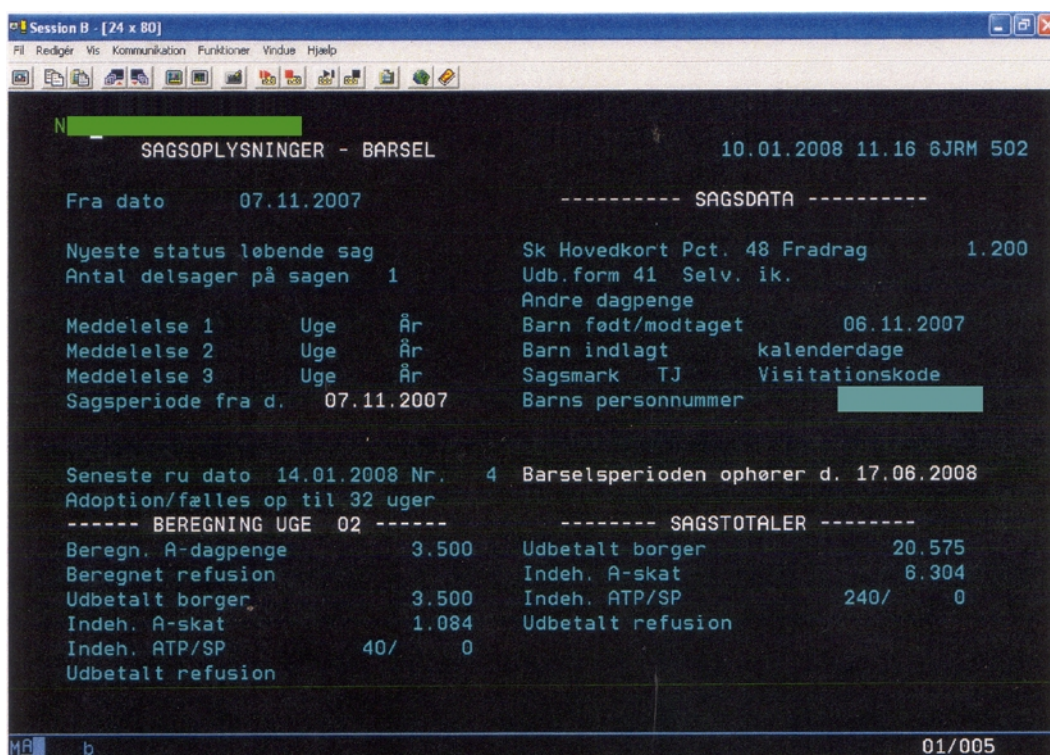 Session B - [24 x 80]
Fil Redigér Vis Kommunikation Funktioner Vindue Hjælp
N
SAGSOPLYSNINGER - BARSEL 10.01.2008 11.16 6JRM 502
Fra dato 07.11.2007 ---------- SAGSDATA ----------
Nyeste status løbende sag Sk Hovedkort Pct. 48 Fradrag 1.200
Antal delsager på sagen 1 Udb.form 41 Selv. ik.
Andre dagpenge
Meddelelse 1 Uge År Barn født/modtaget 06.11.2007
Meddelelse 2 Uge År Barn indlagt kalenderdage
Meddelelse 3 Uge År Sagsmark TJ Visitationskode
Sagsperiode fra d. 07.11.2007 Barns personnummer
Seneste ru dato 14.01.2008 Nr. 4 Barselsperioden ophører d. 17.06.2008
Adoption/fælles op til 32 uger
------ BEREGNING UGE 02 ------ -------- SAGSTOTALER --------
Beregn. A-dagpenge 3.500 Udbetalt borger 20.575
Beregnet refusion Indeh. A-skat 6.304
Udbetalt borger 3.500 Indeh. ATP/SP 240/ 0
Indeh. A-skat 1.084 Udbetalt refusion
Indeh. ATP/SP 40/ 0
Udbetalt refusion
MA b 01/005